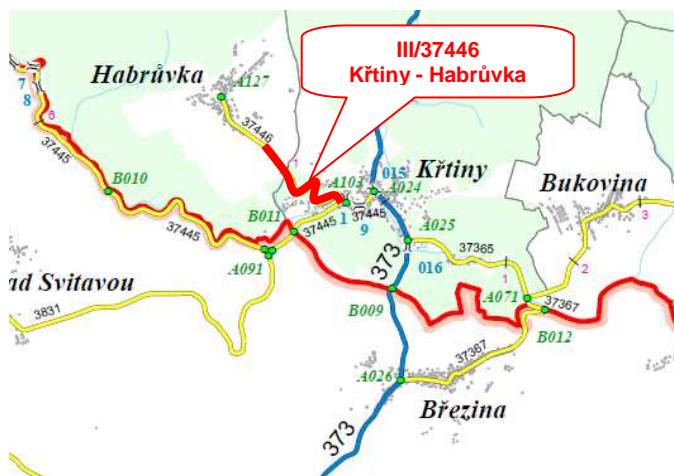 III/37446
Křtiny - Habrůvka
Habrůvka
A127
7
8
6
37446
37445
1
B010
A103
015
A024
Křtiny
Bukovina
3
B011
37445
1
37445
9
A025
37445
37365
016
1
2
A091
373
A071
37367
ad Svitavou
3831
B009
B012
37367
A026
Březina
373